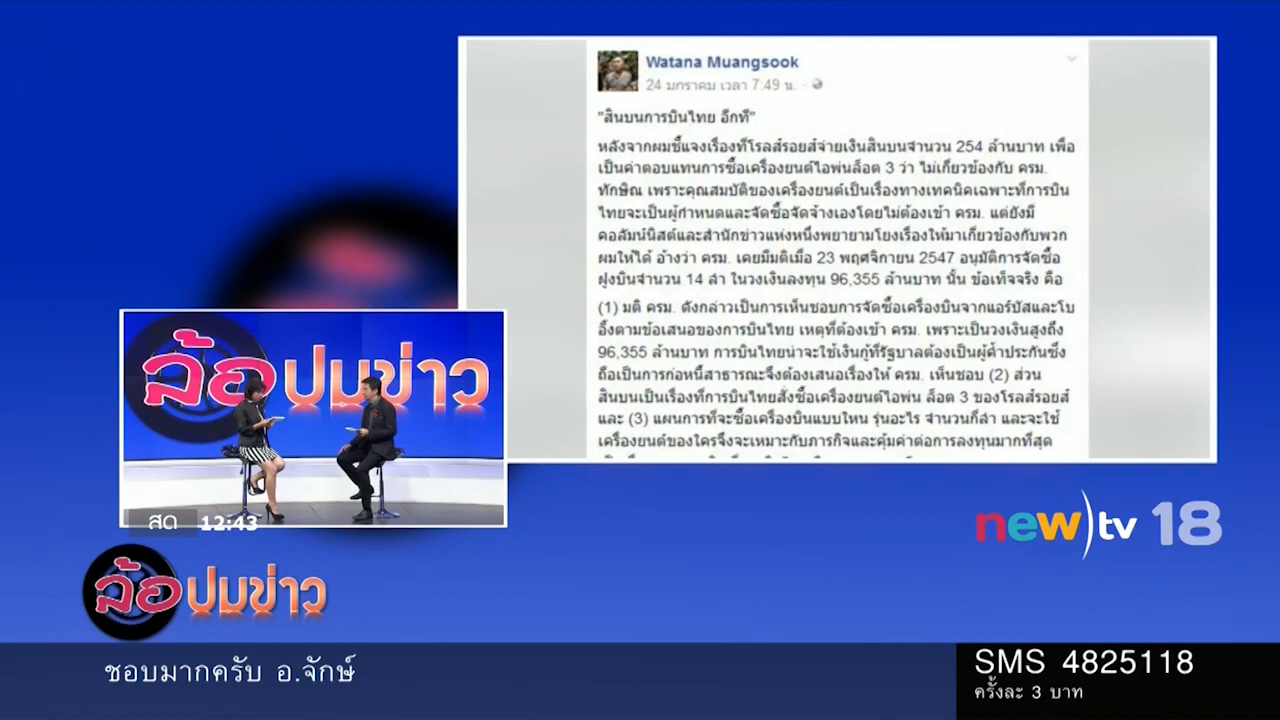 Watana Muangsook
24 มกราคม เวลา 7:49 น.
"สินบนการบินไทย อีกที"
หลังจากผมชี้แจงเรื่องที่โรลส์รอยส์จ่ายเงินสินบนจำนวน 254 ล้านบาท เพื่อ
เป็นค่าตอบแทนการซื้อเครื่องยนต์ไอพ่นล็อต 3 ว่า ไม่เกี่ยวข้องกับ ครม.
ทักษิณ เพราะคุณสมบัติของเครื่องยนต์เป็นเรื่องทางเทคนิคเฉพาะที่การบิน
ไทยจะเป็นผู้กำหนดและจัดซื้อจัดจ้างเองโดยไม่ต้องเข้า ครม. แต่ยังมี
คอลัมน์นิสต์และสำนักข่าวแห่งหนึ่งพยายามโยงเรื่องให้มาเกี่ยวข้องกับพวก
ผมให้ได้ อ้างว่า ครม. เคยมีมติเมื่อ 23 พฤศจิกายน 2547 อนุมัติการจัดซื้อ
ฝูงบินจำนวน 14 ลำ ในวงเงินลงทุน 96,355 ล้านบาท นั้น ข้อเท็จจริง คือ
(1) มติ ครม. ดังกล่าวเป็นการเห็นชอบการจัดซื้อเครื่องบินจากแอร์บัสและโบ
อิ้งตามข้อเสนอของการบินไทย เหตุที่ต้องเข้า ครม. เพราะเป็นวงเงินสูงถึง
96,355 ล้านบาท การบินไทยน่าจะใช้เงินกู้ที่รัฐบาลต้องเป็นผู้ค้ำประกันซึ่ง
ถือเป็นการก่อหนี้สาธารณะจึงต้องเสนอเรื่องให้ ครม. เห็นชอบ (2) ส่วน
สินบนเป็นเรื่องที่การบินไทยสั่งซื้อเครื่องยนต์ไอพ่น ล็อต 3 ของโรลส์รอยส์
และ (3) แผนการที่จะซื้อเครื่องบินแบบไหน รุ่นอะไร จำนวนกี่ลำ และจะใช้
เครื่องยนต์ของใครจึงจะเหมาะกับภารกิจและคุ้มค่าต่อการลงทุนมากที่สุด
ล้อปมข่าว
สด 12:43
new)tv 18
ล้อปมข่าว
ชอบมากครับ อ.จักษ์
SMS 4825118
ครั้งละ 3 บาท